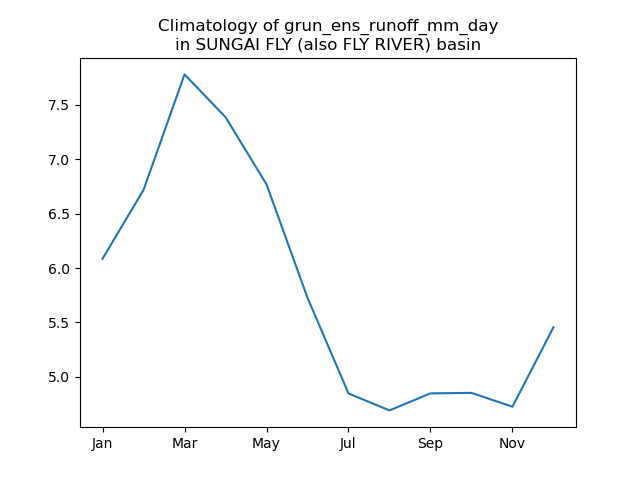 Climatology of grun_ens_runoff_mm_day
in SUNGAI FLY (also FLY RIVER) basin
7.5
7.0
6.5
6.0
5.5
5.0
Jan Mar May Jul Sep Nov